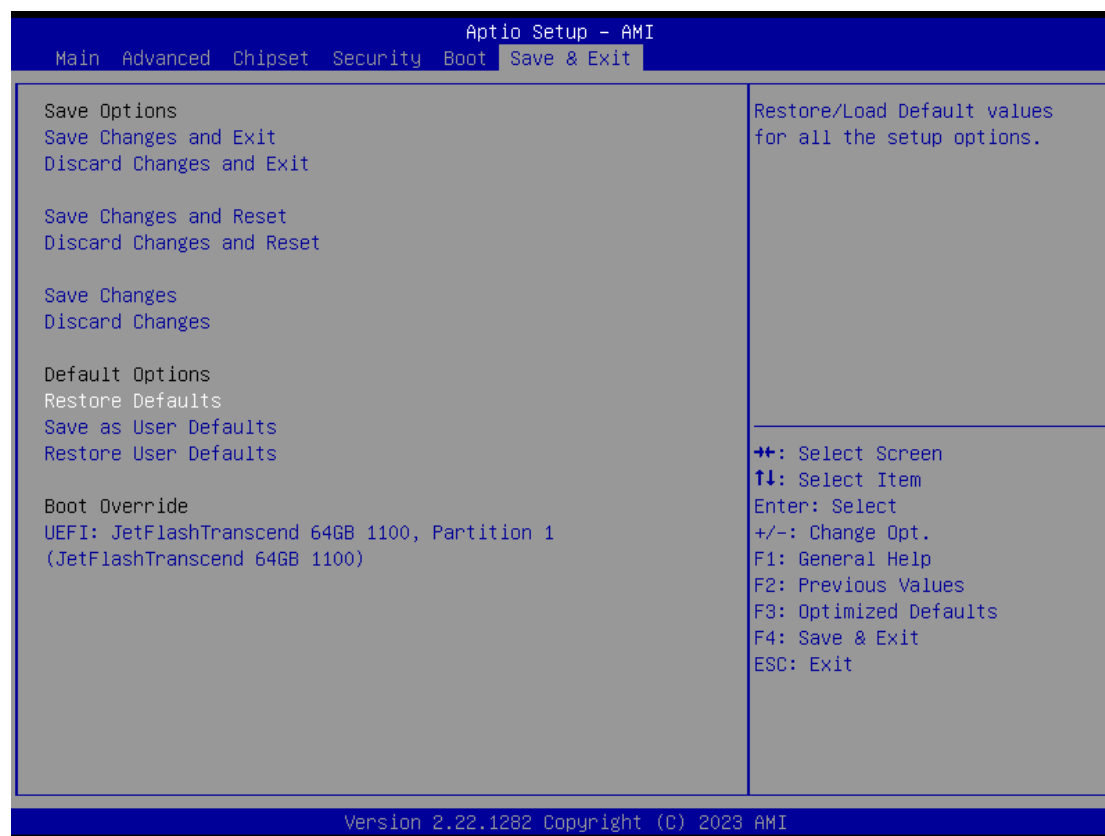 Aptio Setup – AMI
Main Advanced Chipset Security Boot Save & Exit
Save Options
Save Changes and Exit
Discard Changes and Exit
Save Changes and Reset
Discard Changes and Reset
Save Changes
Discard Changes
Default Options
Restore Defaults
Save as User Defaults
Restore User Defaults
Boot Override
UEFI: JetFlashTranscend 64GB 1100, Partition 1
(JetFlashTranscend 64GB 1100)
Restore/Load Default values
for all the setup options.
→←: Select Screen
↑↓: Select Item
Enter: Select
+/-: Change Opt.
F1: General Help
F2: Previous Values
F3: Optimized Defaults
F4: Save & Exit
ESC: Exit
Version 2.22.1282 Copyright (C) 2023 AMI